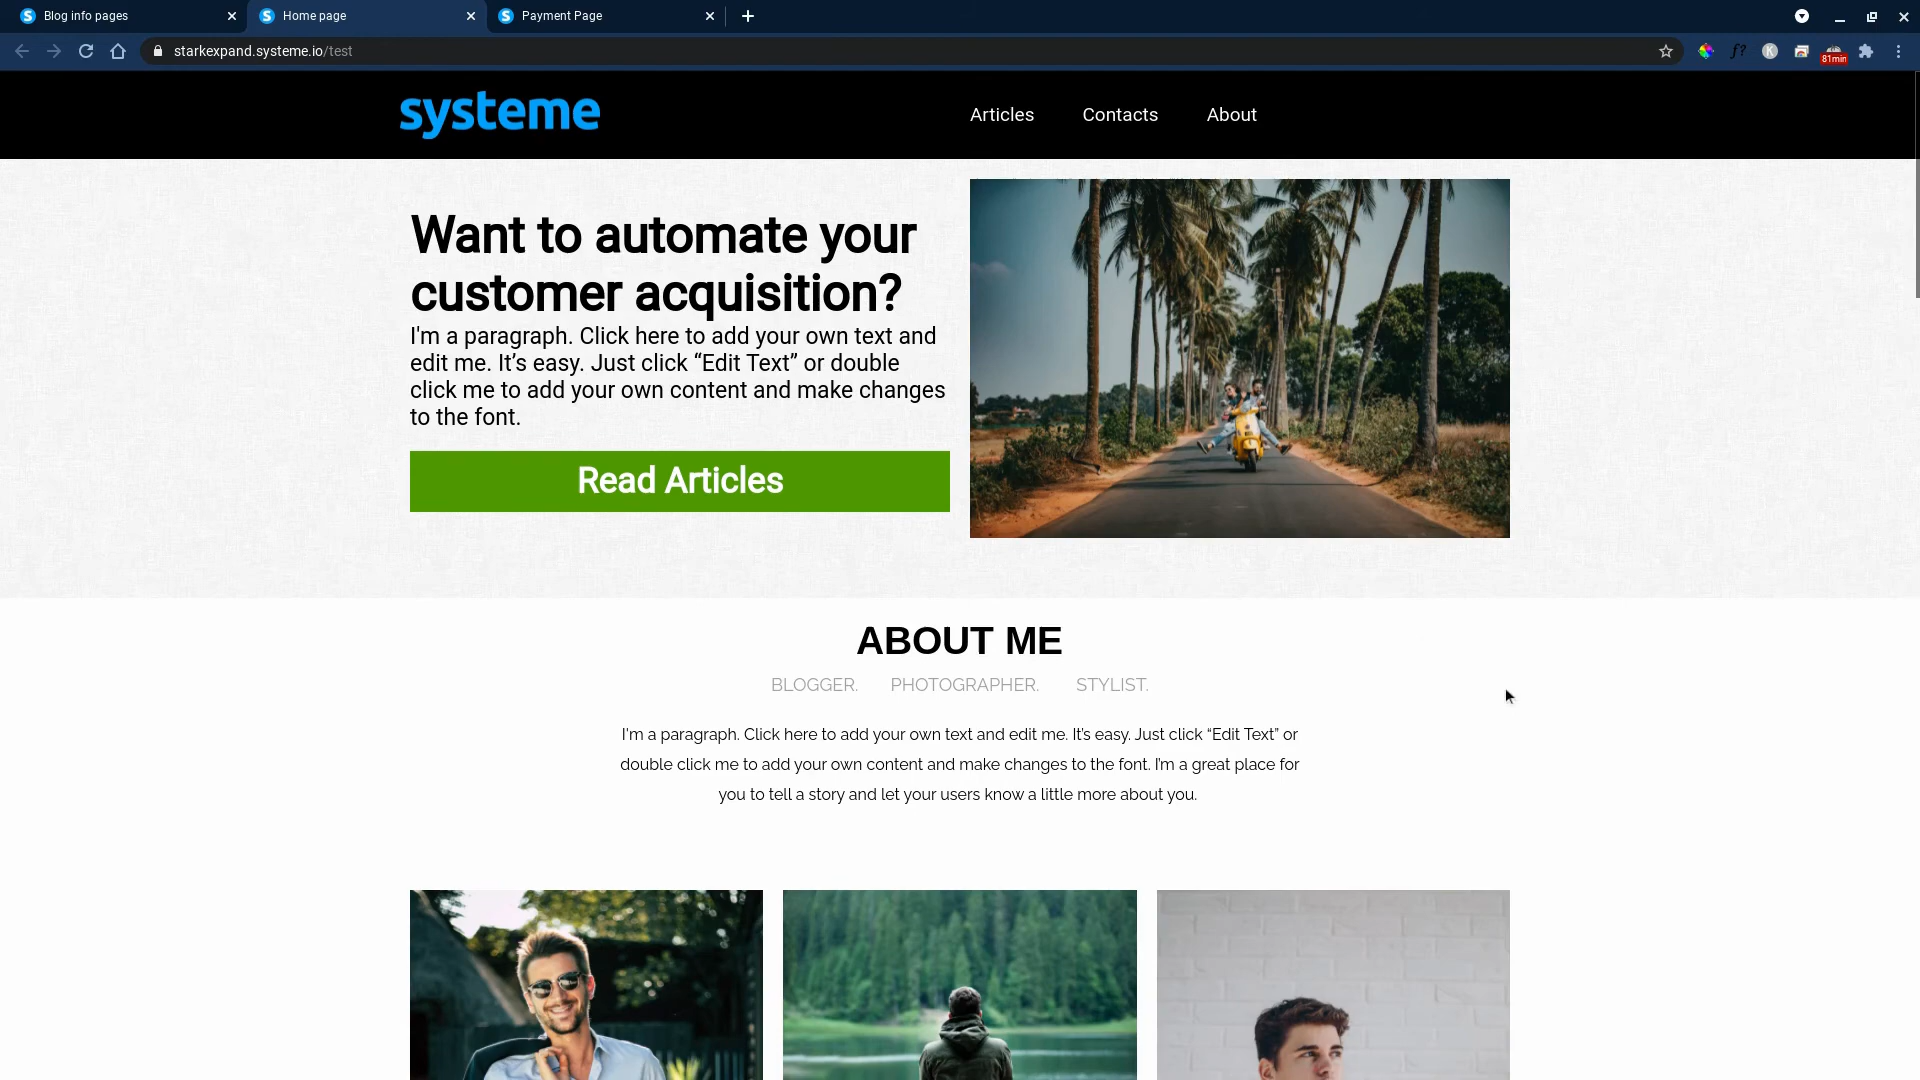 Blog info pages
Home page
Payment Page
starkexpand.systeme.io/test
f?
K
81min
systeme
Articles
Contacts
About
Want to automate your
customer acquisition?
I'm a paragraph. Click here to add your own text and
edit me. It’s easy. Just click “Edit Text” or double
click me to add your own content and make changes
to the font.
Read Articles
ABOUT ME
BLOGGER. PHOTOGRAPHER. STYLIST.
I'm a paragraph. Click here to add your own text and edit me. It’s easy. Just click “Edit Text” or
double click me to add your own content and make changes to the font. I’m a great place for
you to tell a story and let your users know a little more about you.